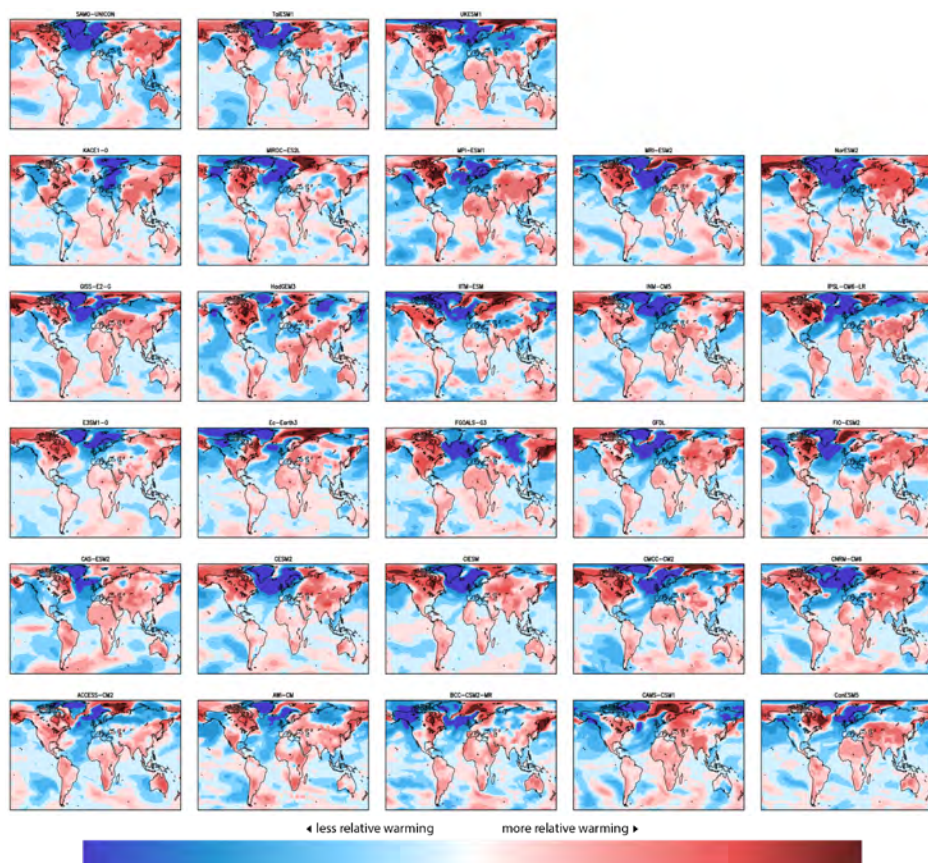 SAM0-UNICON TaiESM1 UKESM1
KACE1-0 MIROC-ES2L MPI-ESM1 MRI-ESM2 NorESM2
GISS-E2-G HadGEM3 IITM-ESM INM-CM5 IPSL-CM6-LR
E3SM1-0 Ec-Earth3 FGOALS-G3 GFDL FIO-ESM2
CAS-ESM2 CESM2 CIESM CMCC-CM2 CNRM-CM6
ACCESS-CM2 AWI-CM BCC-CSM2-MR CAMS-CSM1 CanESM5
◂ less relative warming more relative warming ▸